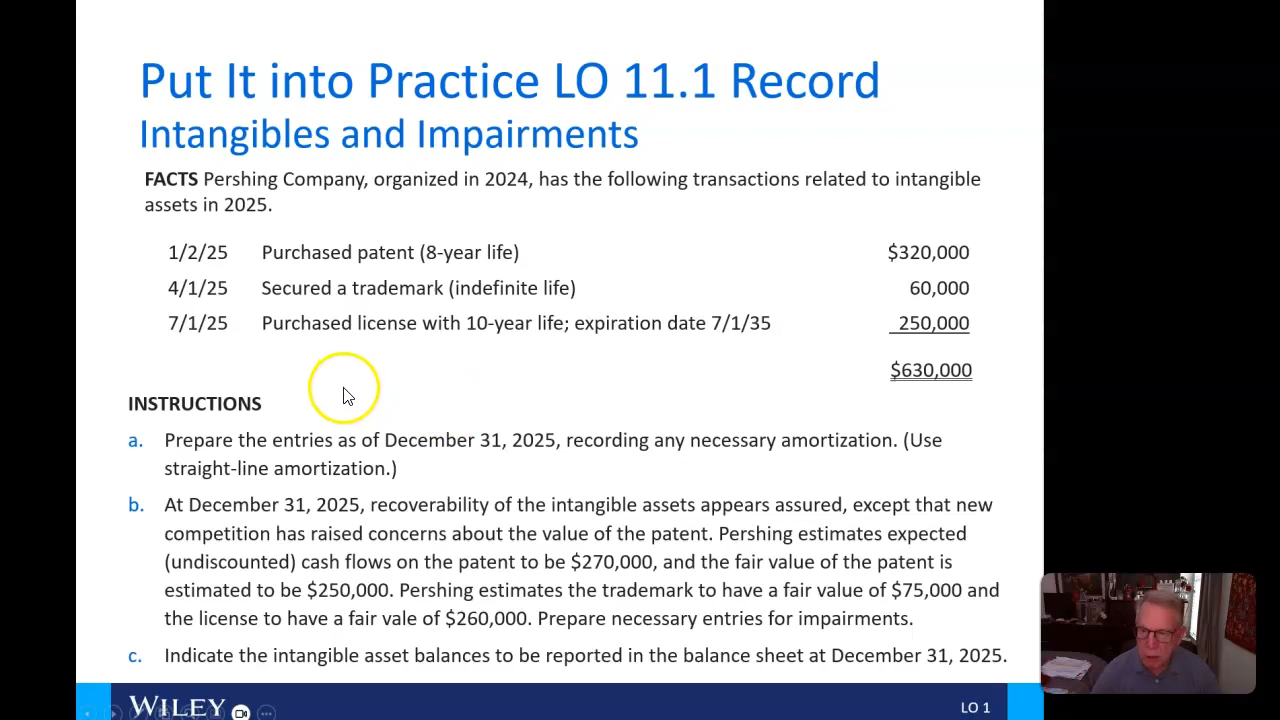 Put It into Practice LO 11.1 Record
Intangibles and Impairments
FACTS Pershing Company, organized in 2024, has the following transactions related to intangible
assets in 2025.
1/2/25 Purchased patent (8-year life) $320,000
4/1/25 Secured a trademark (indefinite life) 60,000
7/1/25 Purchased license with 10-year life; expiration date 7/1/35 250,000
$630,000
INSTRUCTIONS
a. Prepare the entries as of December 31, 2025, recording any necessary amortization. (Use
straight-line amortization.)
b. At December 31, 2025, recoverability of the intangible assets appears assured, except that new
competition has raised concerns about the value of the patent. Pershing estimates expected
(undiscounted) cash flows on the patent to be $270,000, and the fair value of the patent is
estimated to be $250,000. Pershing estimates the trademark to have a fair value of $75,000 and
the license to have a fair vale of $260,000. Prepare necessary entries for impairments.
c. Indicate the intangible asset balances to be reported in the balance sheet at December 31, 2025.
WILEY LO 1